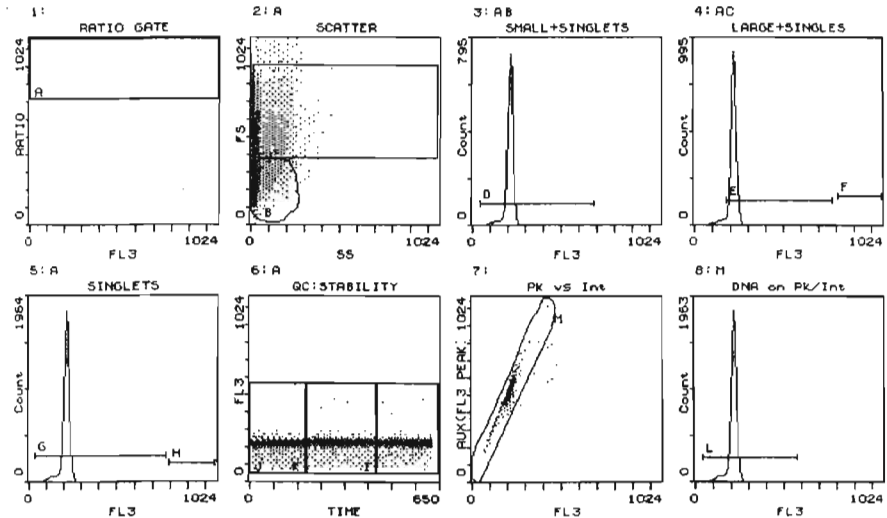 1:
RATIO GATE
1024
RATIO
0
A
0 1024
FL3
2: A
SCATTER
1024
FS
0
B
0 1024
SS
3: AB
SMALL+SINGLETS
795
Count
0
D
0 1024
FL3
4: AC
LARGE+SINGLES
995
Count
0
E
F
0 1024
FL3
5: A
SINGLETS
1964
Count
0
G
H
0 1024
FL3
6: A
QC:STABILITY
1024
FL3
0
J
K
I
0 650
TIME
7:
PK vs Int
AUX(FL3 PEAK) 1024
0
M
0 1024
FL3
8: M
DNA on PK/Int
1963
Count
0
L
0 1024
FL3